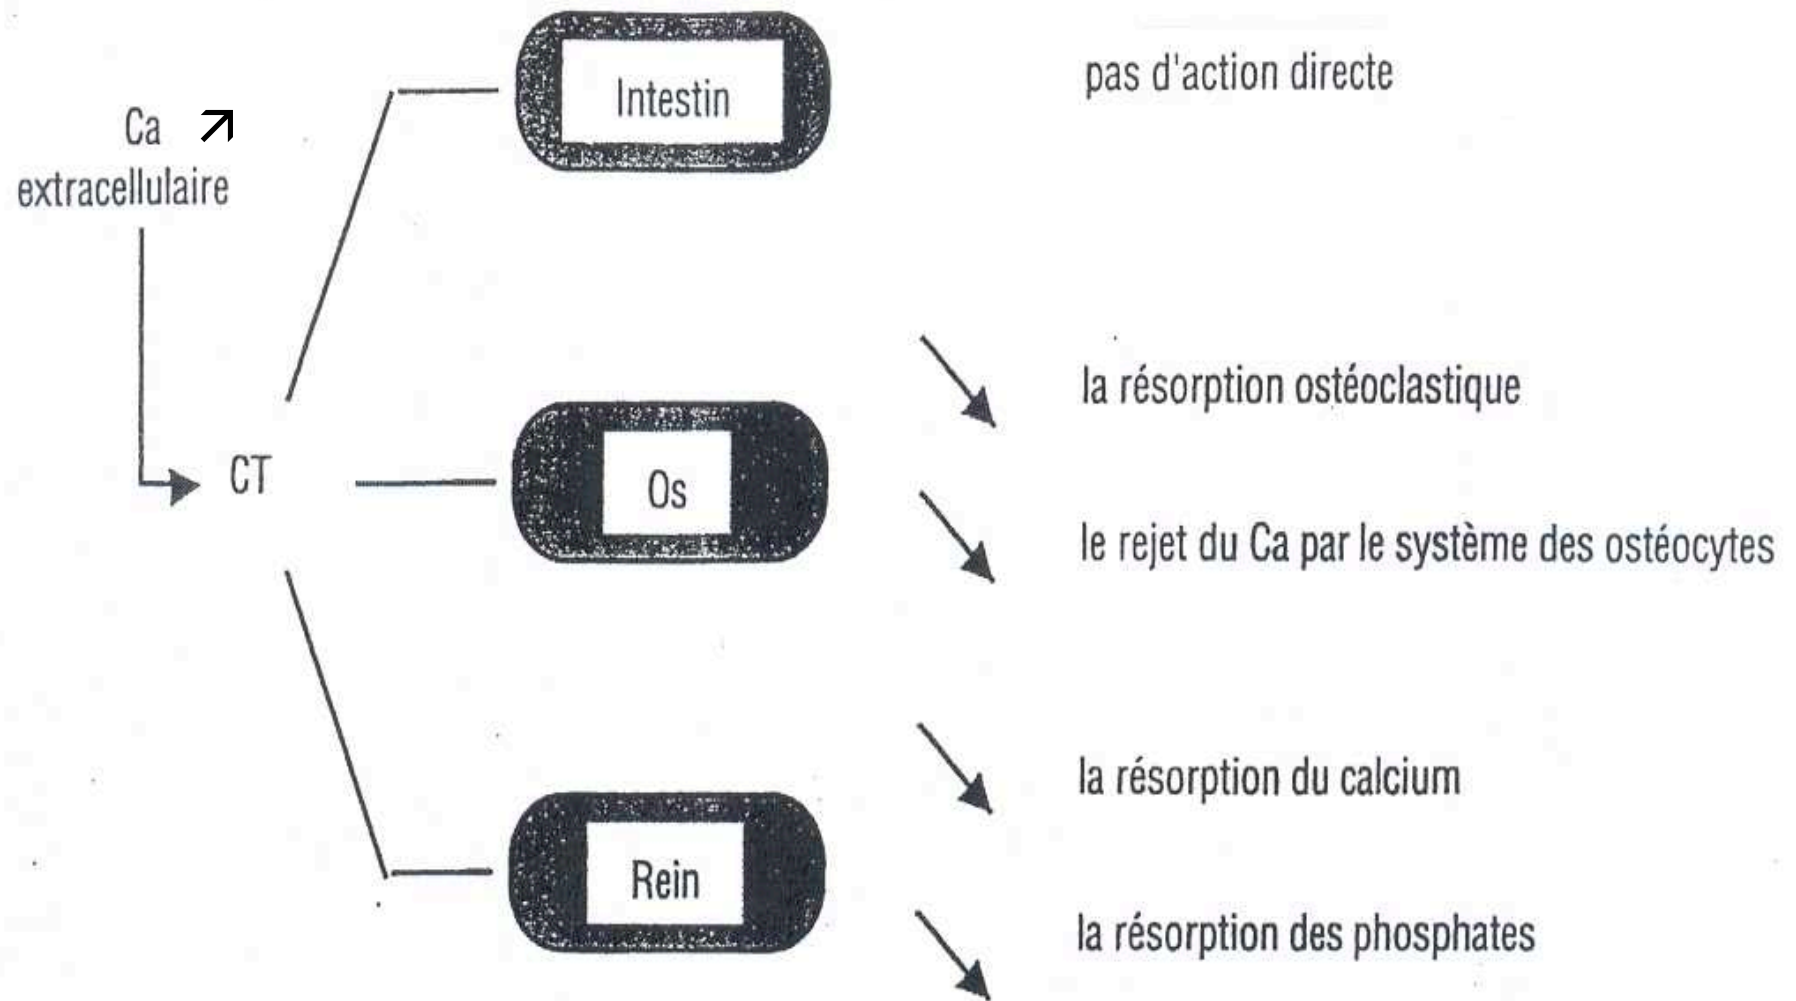 Ca ↗
extracellulaire
CT
Intestin
pas d'action directe
Os
la résorption ostéoclastique
le rejet du Ca par le système des ostéocytes
Rein
la résorption du calcium
la résorption des phosphates